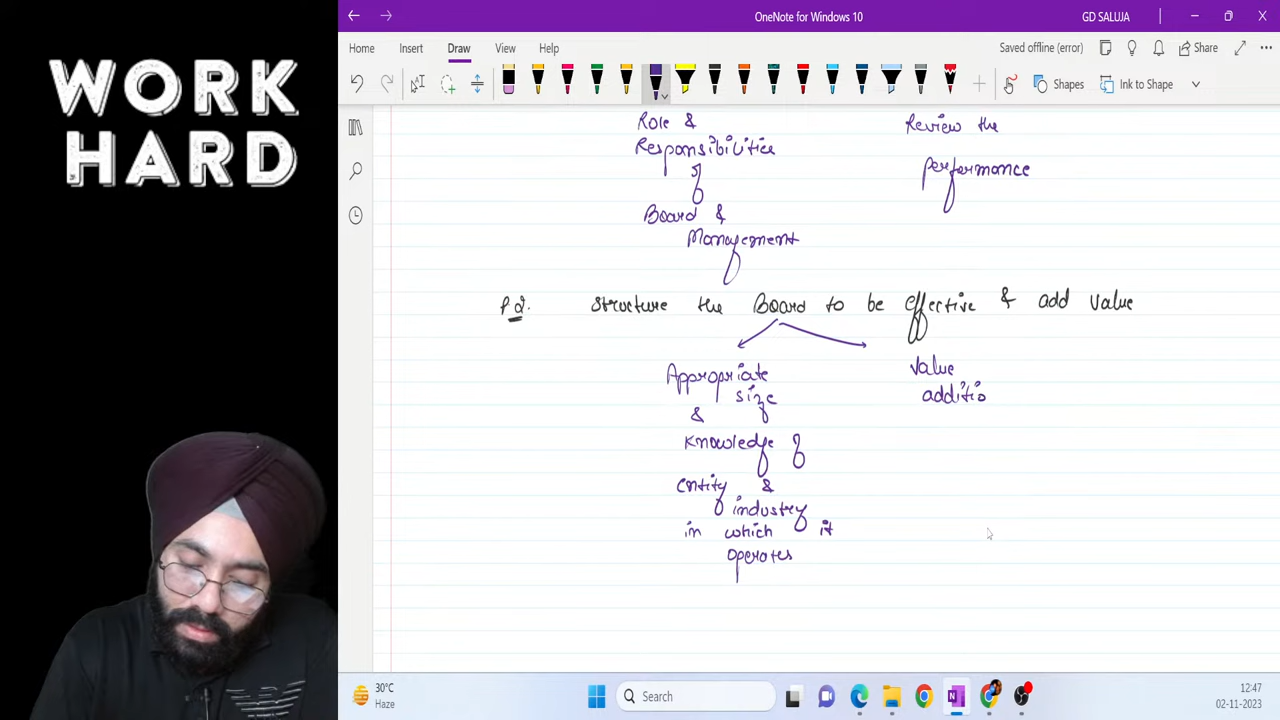 WORK
HARD
OneNote for Windows 10
GD SALUJA
Home Insert Draw View Help
Saved offline (error)
Share
Shapes
Ink to Shape
Role &
Responsibilities
of
Board &
Management
Review the
performance
P 2. Structure the Board to be effective & add value
Appropriate
size
&
Knowledge of
entity &
industry
in which it
operates
Value
additio
30°C
Haze
Search
12:47
02-11-2023